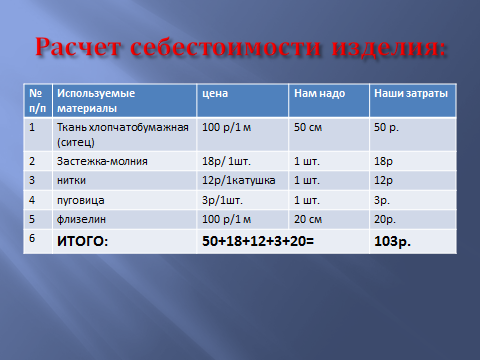 Расчет себестоимости изделия:
№ п/п Используемые материалы цена Нам надо Наши затраты
1 Ткань хлопчатобумажная (ситец) 100 р/1 м 50 см 50 р.
2 Застежка-молния 18р/ 1шт. 1 шт. 18р
3 нитки 12р/1катушка 1 шт. 12р
4 пуговица 3р/1шт. 1 шт. 3р.
5 флизелин 100 р/1 м 20 см 20р.
6 ИТОГО: 50+18+12+3+20= 103р.